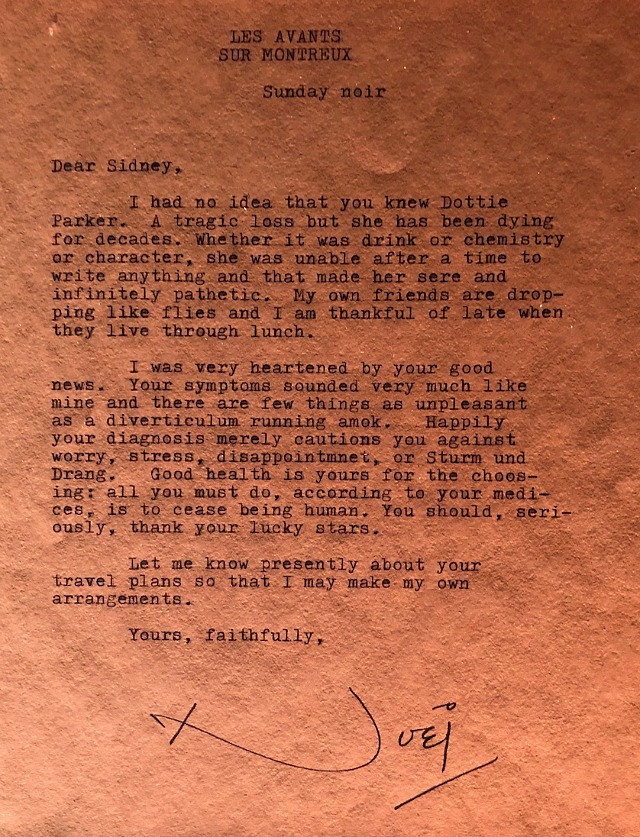 LES AVANTS
SUR MONTREUX
Sunday noir
Dear Sidney,
I had no idea that you knew Dottie
Parker. A tragic loss but she has been dying
for decades. Whether it was drink or chemistry
or character, she was unable after a time to
write anything and that made her sere and
infinitely pathetic. My own friends are drop-
ping like flies and I am thankful of late when
they live through lunch.
I was very heartened by your good
news. Your symptoms sounded very much like
mine and there are few things as unpleasant
as a diverticulum running amok. Happily
your diagnosis merely cautions you against
worry, stress, disappointmnet, or Sturm und
Drang. Good health is yours for the choos-
ing: all you must do, according to your medi-
ces, is to cease being human. You should, seri-
ously, thank your lucky stars.
Let me know presently about your
travel plans so that I may make my own
arrangements.
Yours, faithfully,